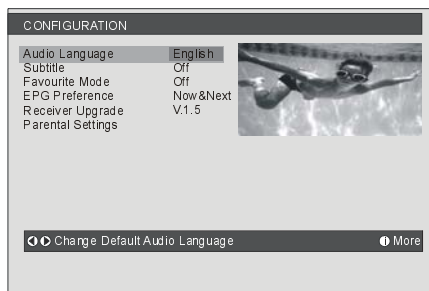 CONFIGURATION
Audio Language English
Subtitle Off
Favourite Mode Off
EPG Preference Now&Next
Receiver Upgrade V.1.5
Parental Settings
Change Default Audio Language More